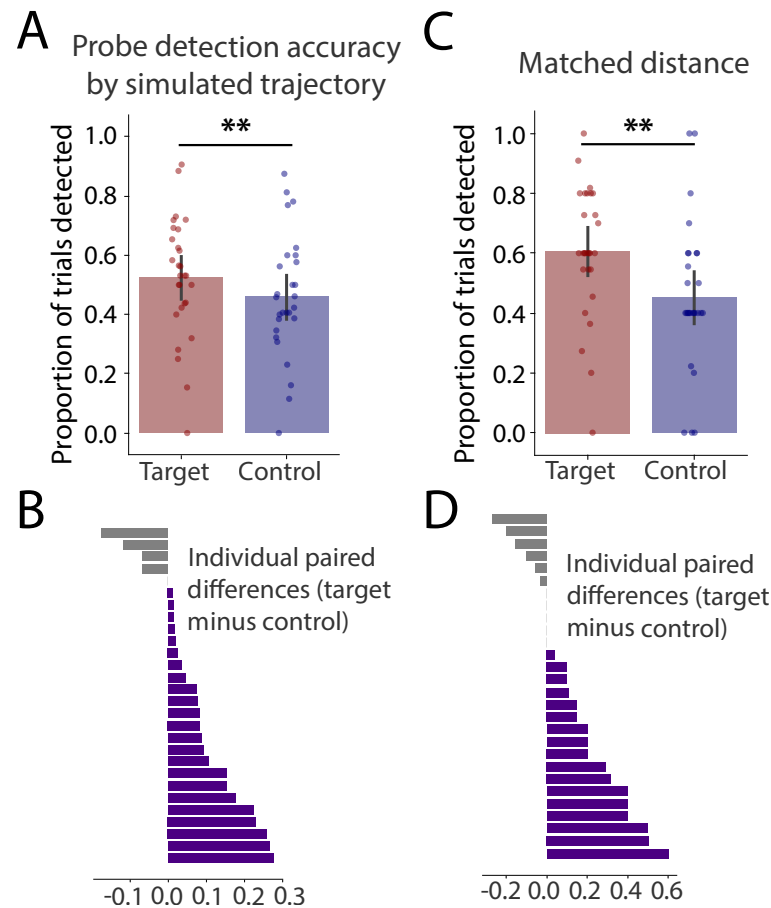 A
Probe detection accuracy
by simulated trajectory
**
Proportion of trials detected
1.0
0.8
0.6
0.4
0.2
0.0
Target
Control
C
Matched distance
**
Proportion of trials detected
1.0
0.8
0.6
0.4
0.2
0.0
Target
Control
B
Individual paired
differences (target
minus control)
-0.1 0.0 0.1 0.2 0.3
D
Individual paired
differences (target
minus control)
-0.2 0.0 0.2 0.4 0.6